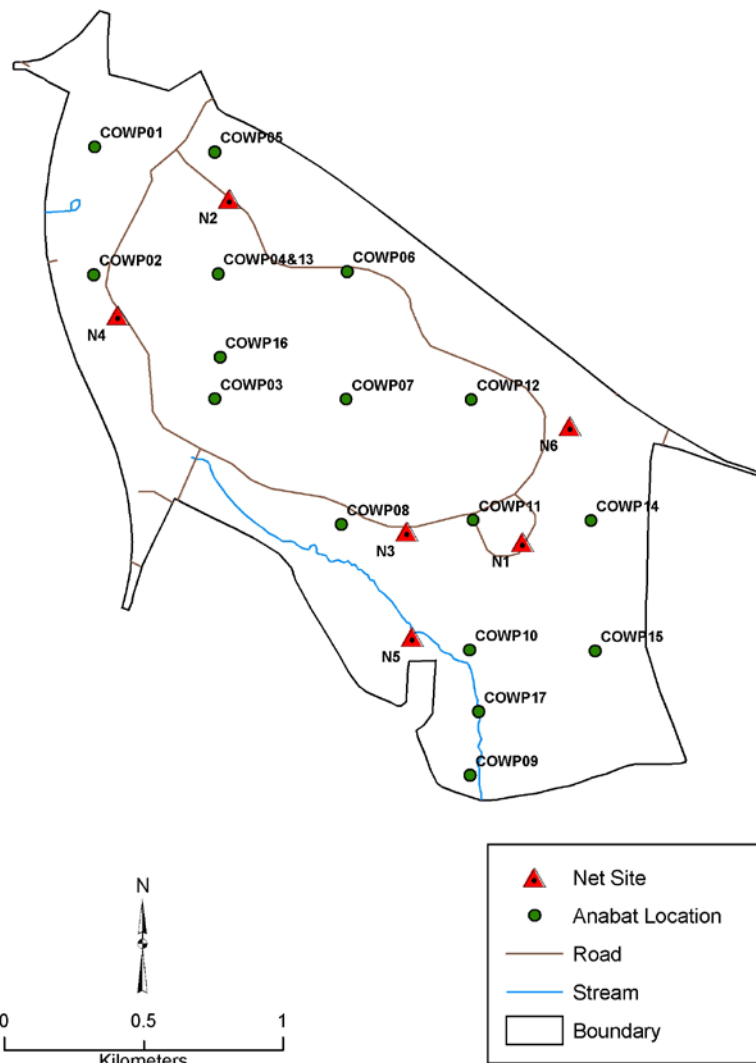 COWP01
COWP05
N2
COWP02
COWP04&13
COWP06
N4
COWP16
COWP03
COWP07
COWP12
N6
COWP08
COWP11
COWP14
N3
N1
COWP10
COWP15
N5
COWP17
COWP09
N
0 0.5 1
Kilometers
Net Site
Anabat Location
Road
Stream
Boundary